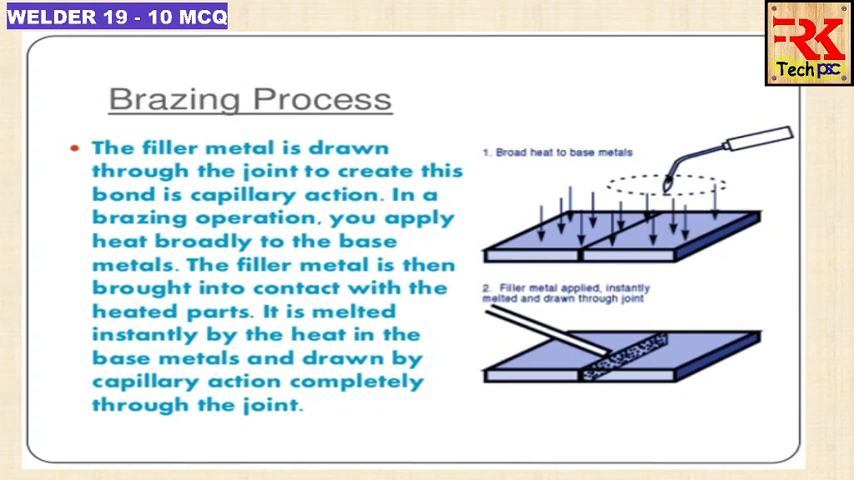 WELDER 19 - 10 MCQ
RK
Tech psc
Brazing Process
The filler metal is drawn
through the joint to create this
bond is capillary action. In a
brazing operation, you apply
heat broadly to the base
metals. The filler metal is then
brought into contact with the
heated parts. It is melted
instantly by the heat in the
base metals and drawn by
capillary action completely
through the joint.
1. Broad heat to base metals
2. Filler metal applied, instantly
melted and drawn through joint